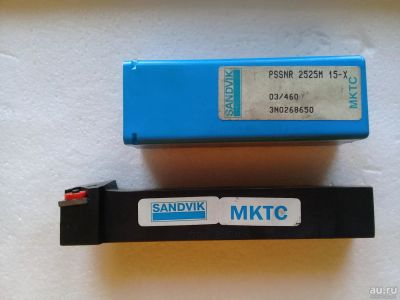 SANDVIK
PSSNR 2525M 15-X
03/460
3N0268650
MKTC
SANDVIK
MKTC
au.ru